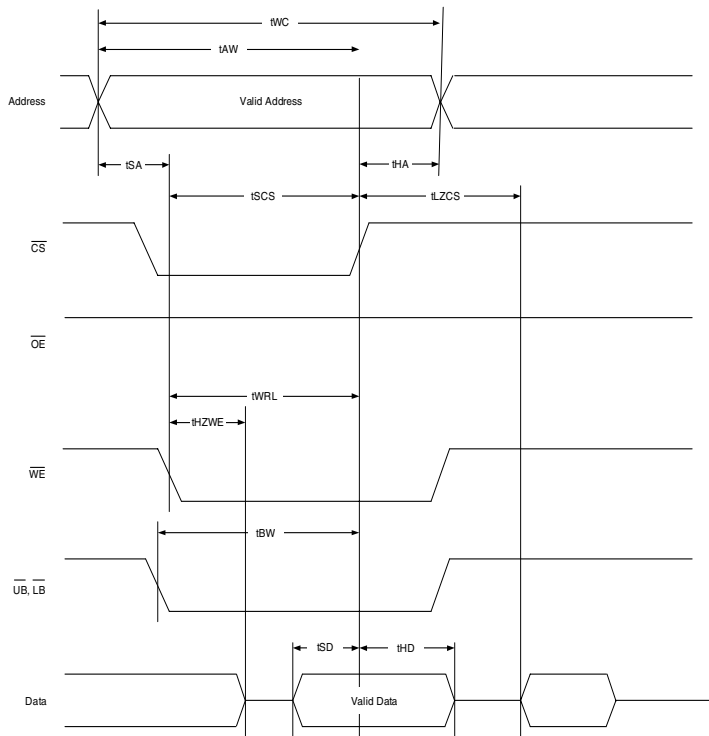 tWC
tAW
Address
Valid Address
tSA
tHA
tSCS
tLZCS
CS
OE
tWRL
tHZWE
WE
tBW
UB, LB
tSD
tHD
Data
Valid Data